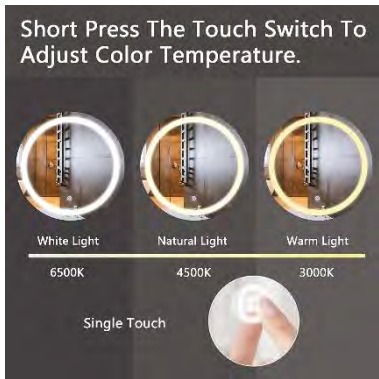 Short Press The Touch Switch To
Adjust Color Temperature.
White Light
Natural Light
Warm Light
6500K
4500K
3000K
Single Touch